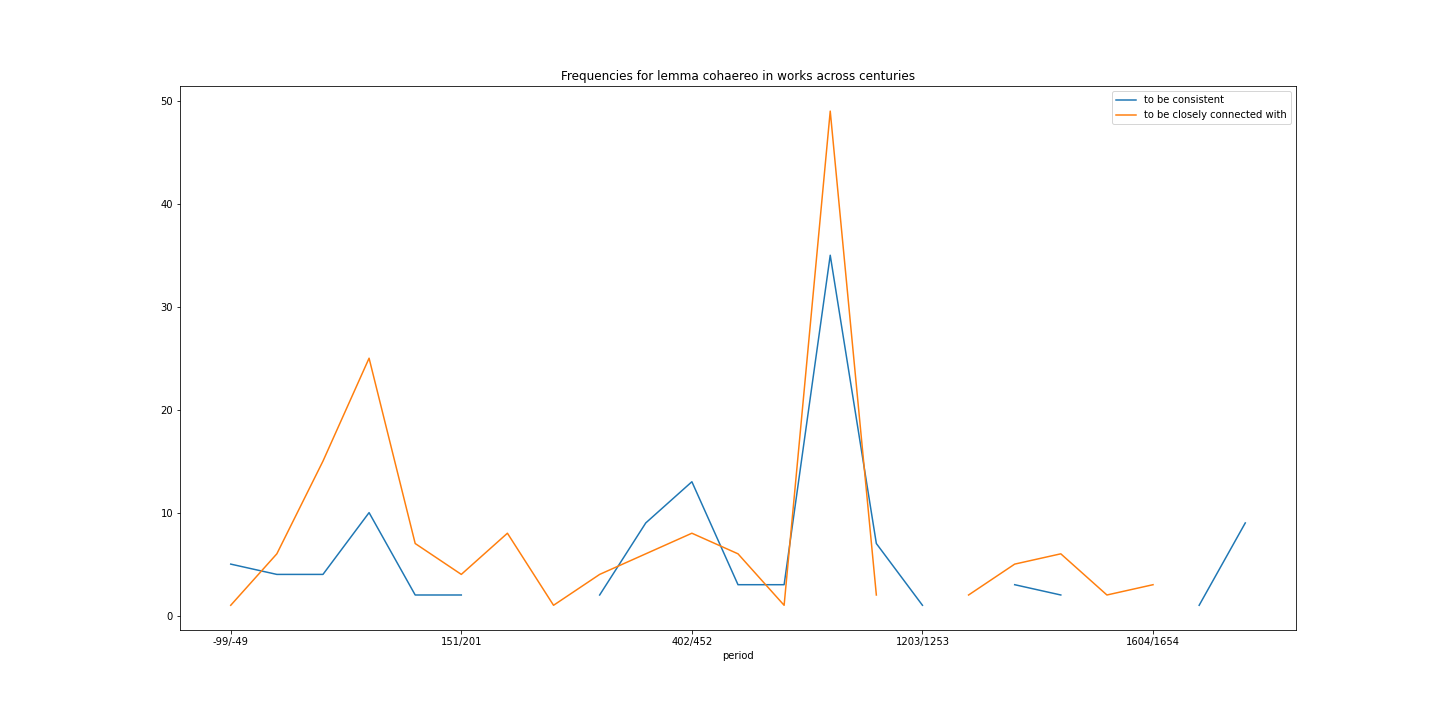 Frequencies for lemma cohaereo in works across centuries
to be consistent
to be closely connected with
50
40
30
20
10
0
-99/-49 151/201 402/452 1203/1253 1604/1654
period